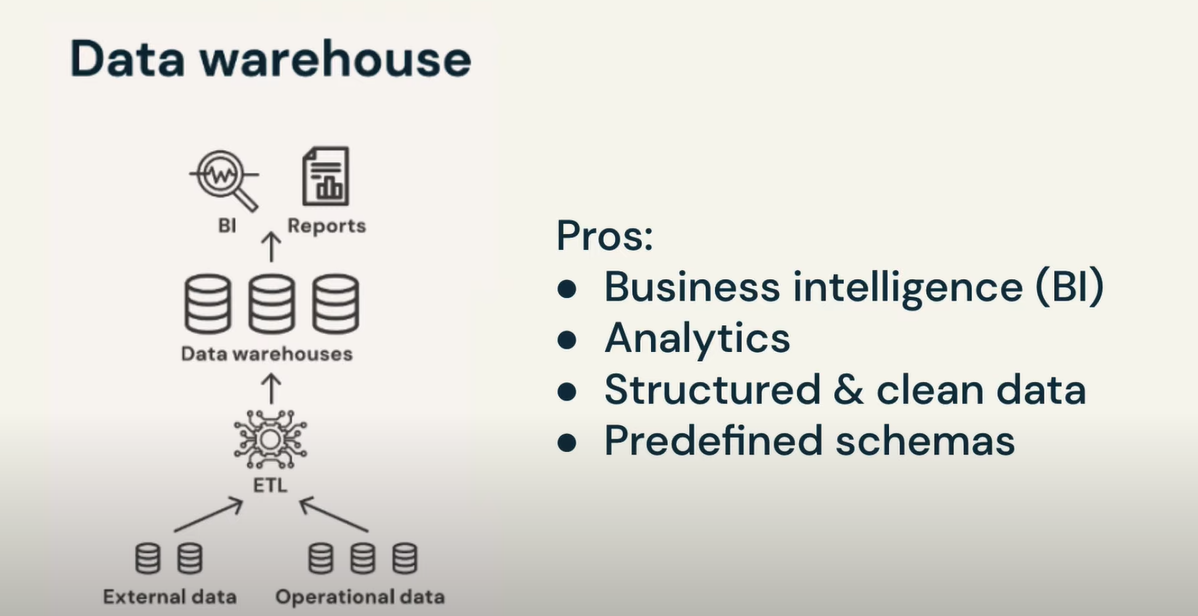 Data warehouse
BI
Reports
Data warehouses
ETL
External data
Operational data
Pros:
● Business intelligence (BI)
● Analytics
● Structured & clean data
● Predefined schemas